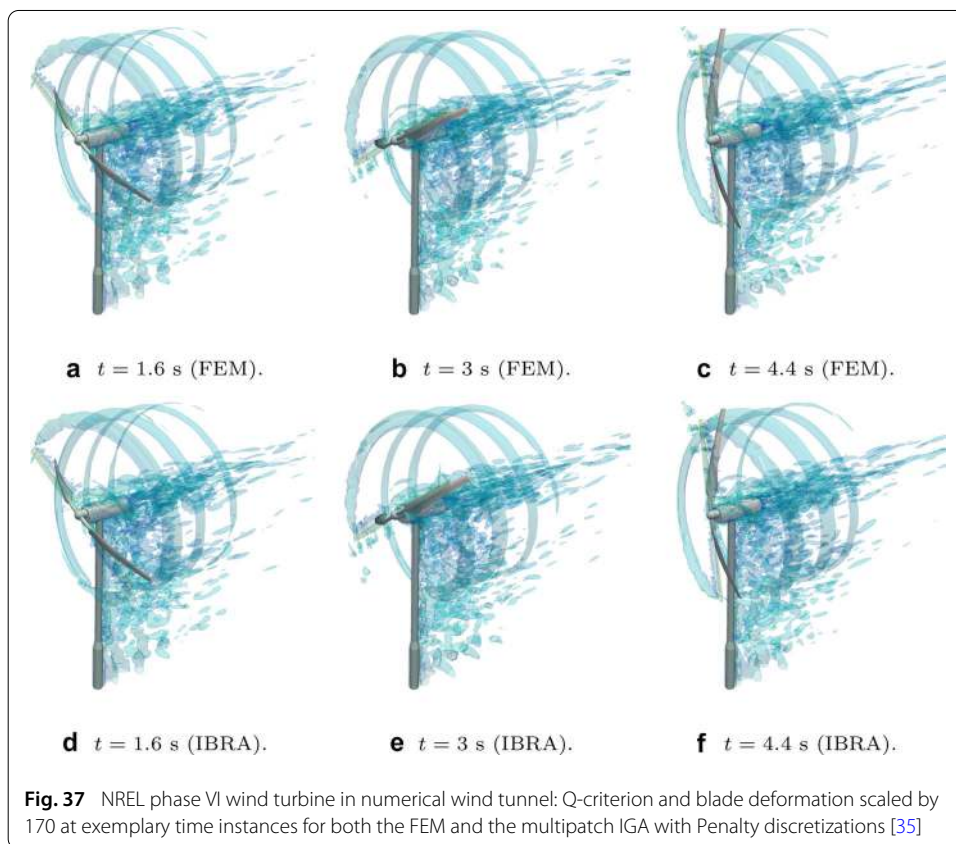 a t = 1.6 s (FEM).
b t = 3 s (FEM).
c t = 4.4 s (FEM).
d t = 1.6 s (IBRA).
e t = 3 s (IBRA).
f t = 4.4 s (IBRA).
Fig. 37 NREL phase VI wind turbine in numerical wind tunnel: Q-criterion and blade deformation scaled by
170 at exemplary time instances for both the FEM and the multipatch IGA with Penalty discretizations [35]